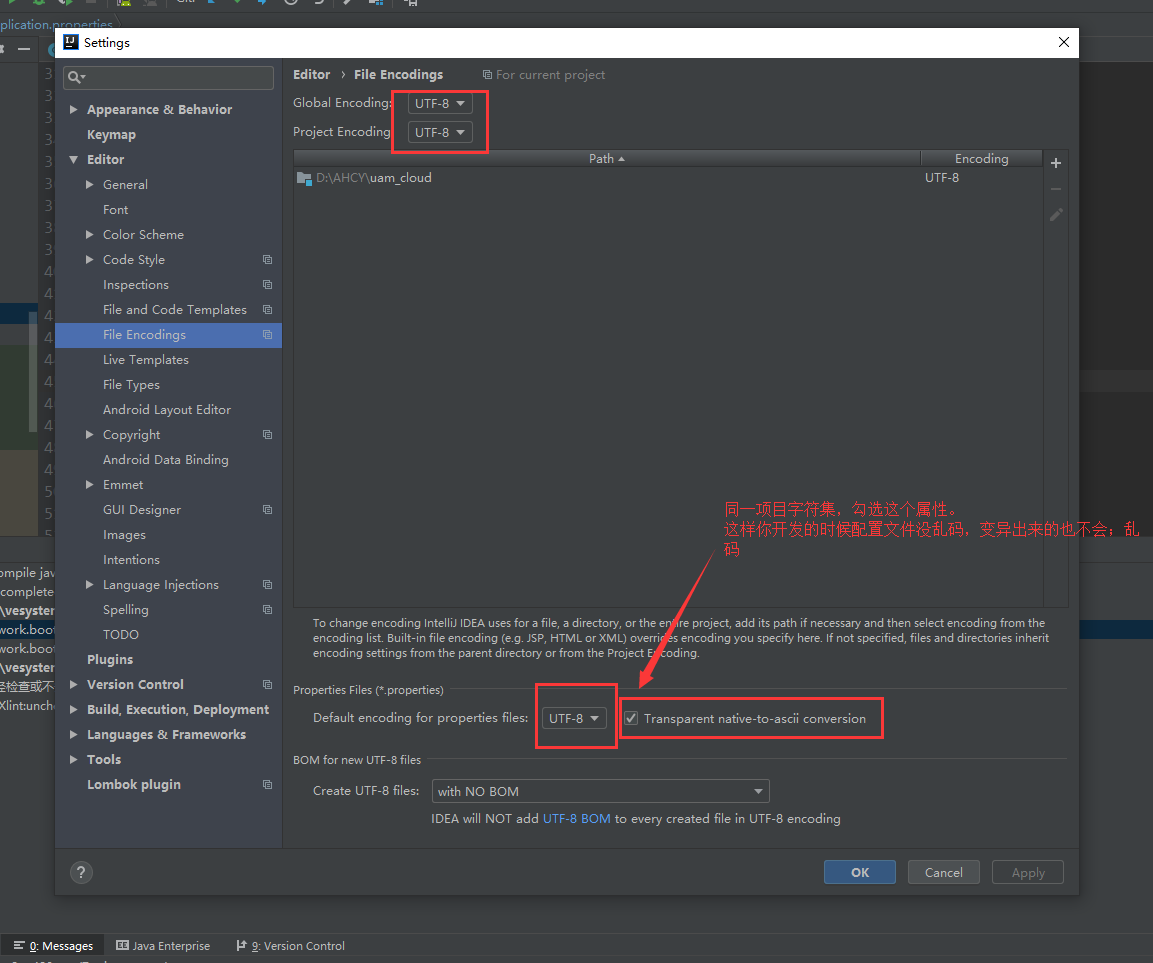 plication.properties
Settings
Editor › File Encodings
For current project
Global Encoding: UTF-8
Project Encoding UTF-8
Appearance & Behavior
Keymap
Editor
General
Font
Color Scheme
Code Style
Inspections
File and Code Templates
File Encodings
Live Templates
File Types
Android Layout Editor
Copyright
Android Data Binding
Emmet
GUI Designer
Images
Intentions
Language Injections
Spelling
TODO
Plugins
Version Control
Build, Execution, Deployment
Languages & Frameworks
Tools
Lombok plugin
Path Encoding
D:\AHCY\uam_cloud UTF-8
同一项目字符集，勾选这个属性。
这样你开发的时候配置文件没乱码，变异出来的也不会；乱
码
To change encoding IntelliJ IDEA uses for a file, a directory, or the entire project, add its path if necessary and then select encoding from the
encoding list. Built-in file encoding (e.g. JSP, HTML or XML) overrides encoding you specify here. If not specified, files and directories inherit
encoding settings from the parent directory or from the Project Encoding.
Properties Files (*.properties)
Default encoding for properties files: UTF-8 Transparent native-to-ascii conversion
BOM for new UTF-8 files
Create UTF-8 files: with NO BOM
IDEA will NOT add UTF-8 BOM to every created file in UTF-8 encoding
? OK Cancel Apply
ompile jav
complete
\vesystem
work.boot
work.boot
\vesystem
检查或不
Xlint:unche
0: Messages Java Enterprise 9: Version Control